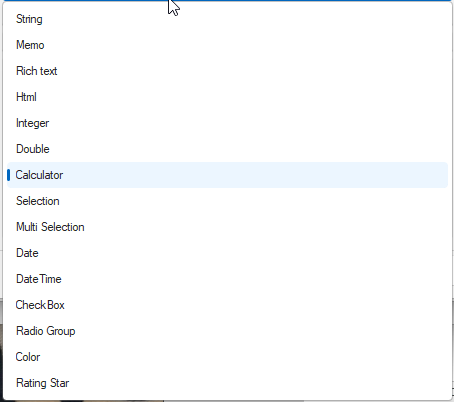 String
Memo
Rich text
Html
Integer
Double
Calculator
Selection
Multi Selection
Date
DateTime
CheckBox
Radio Group
Color
Rating Star